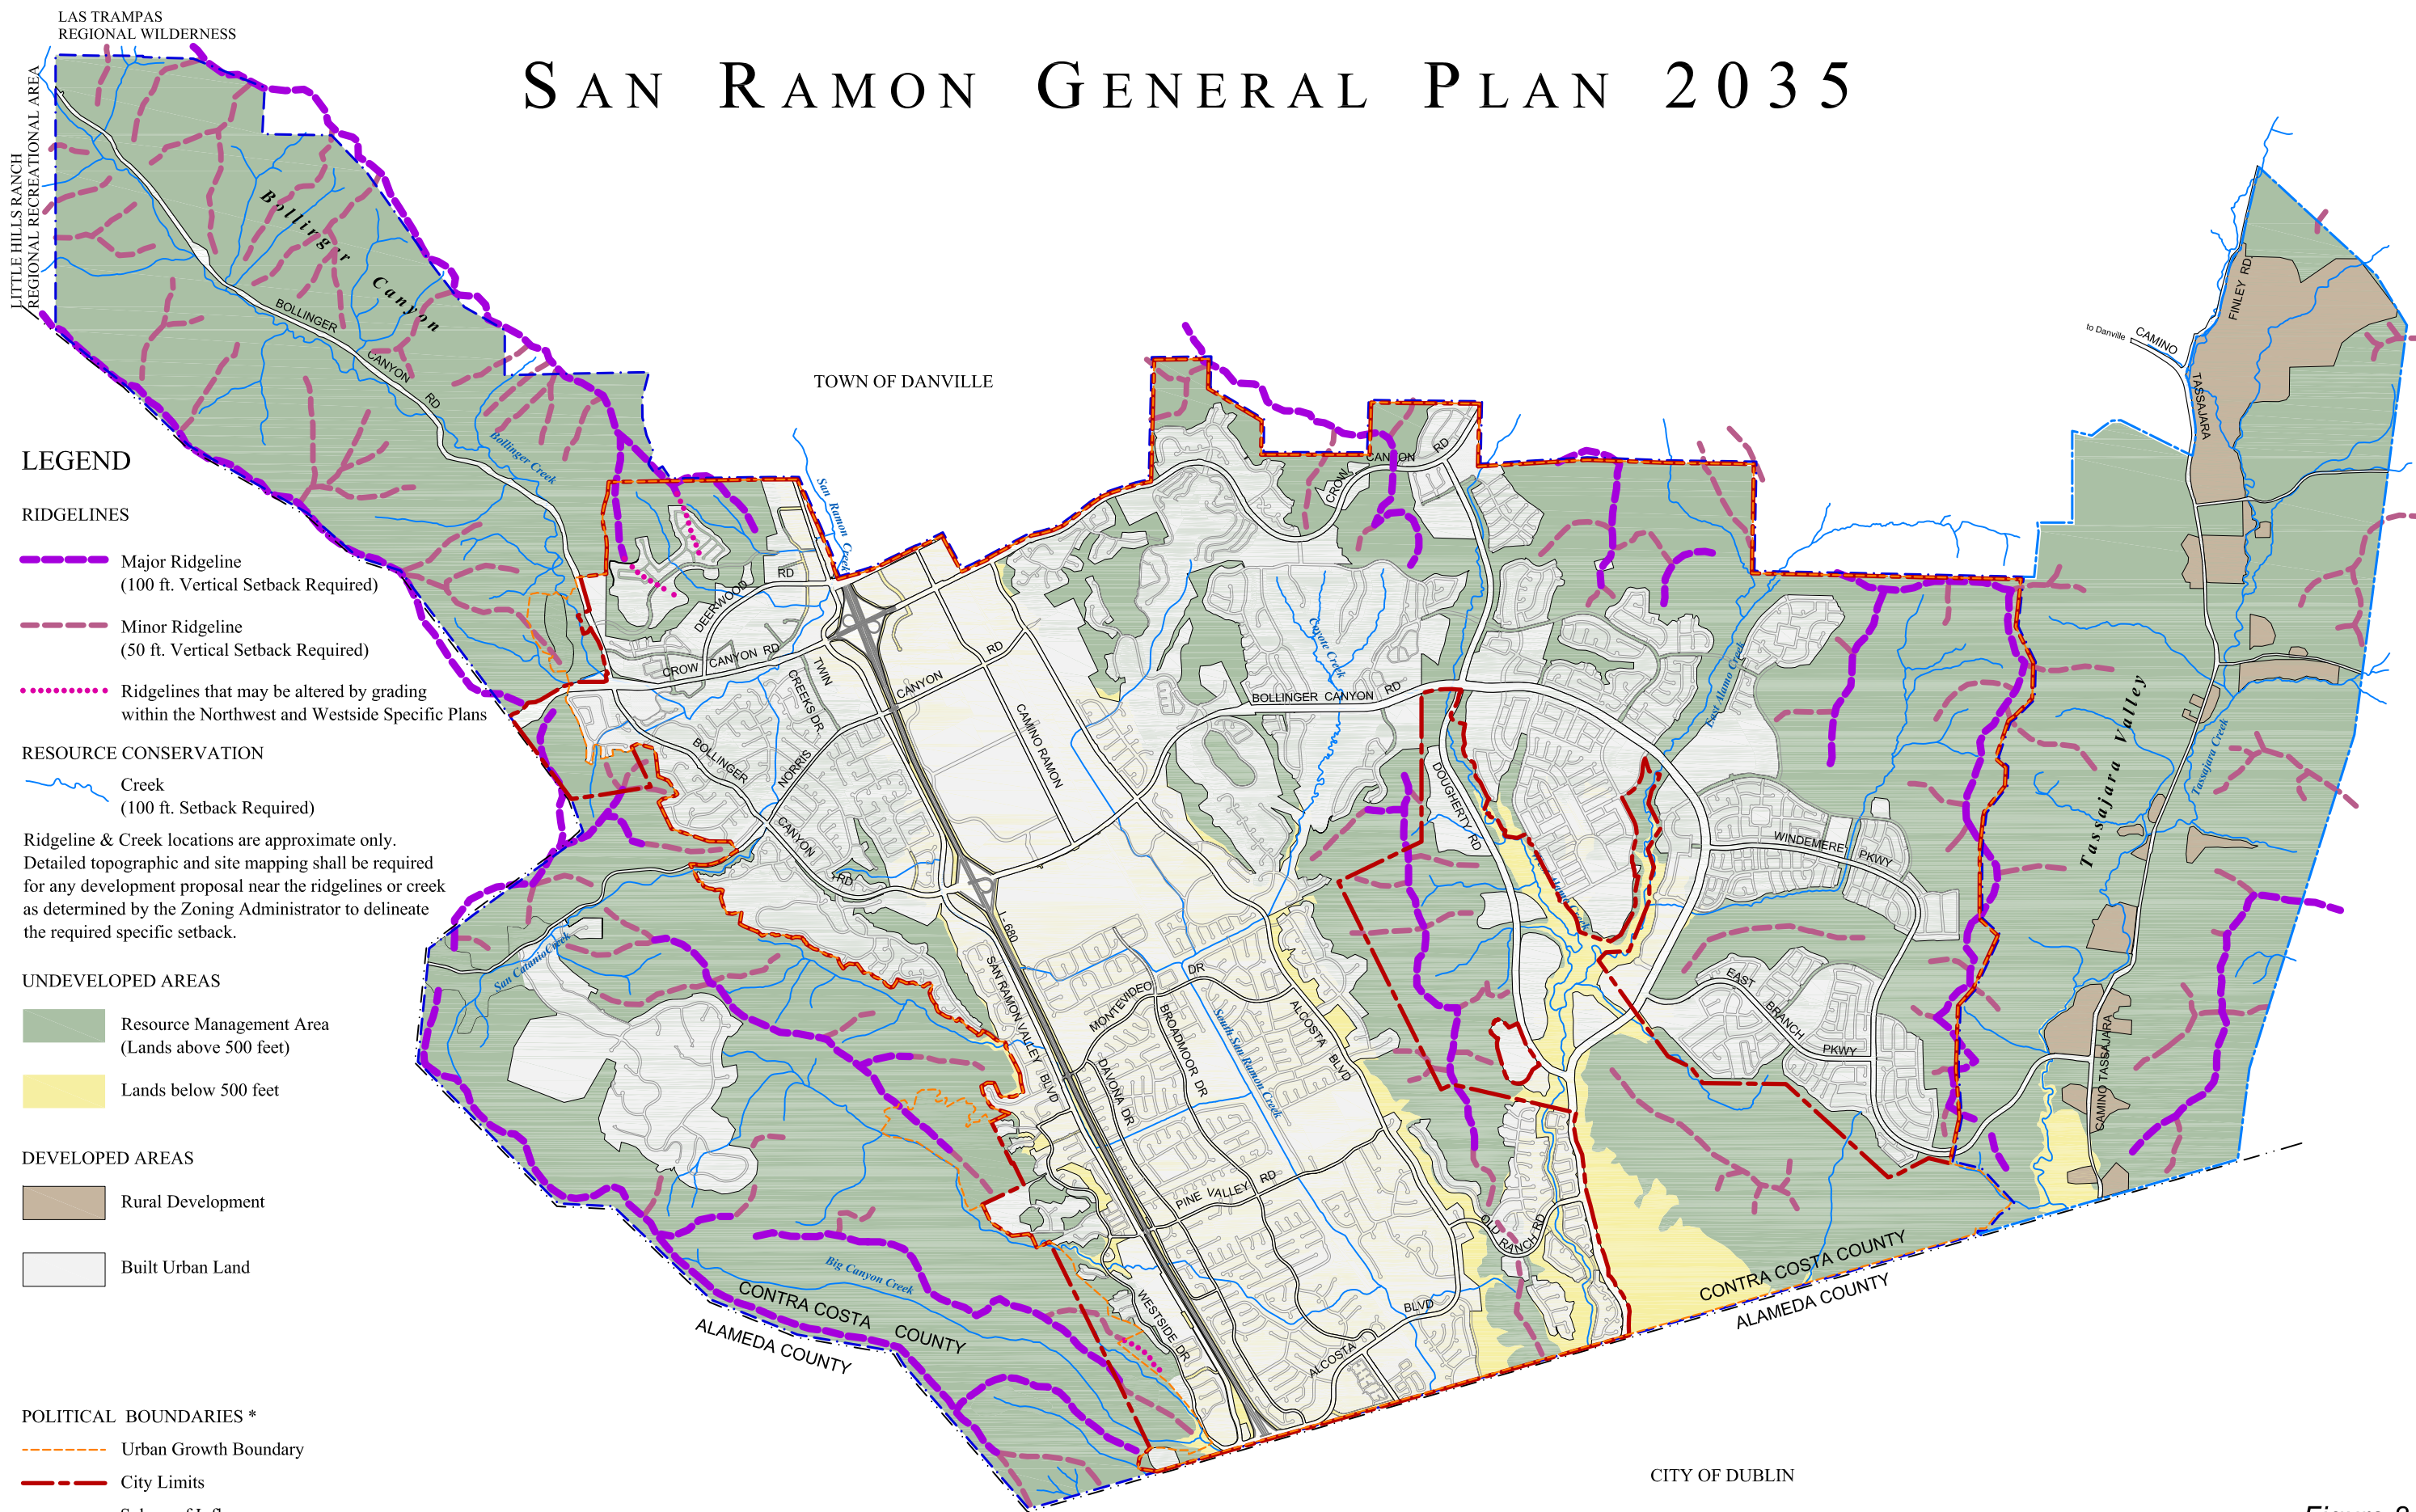 LAS TRAMPAS
REGIONAL WILDERNESS
SAN RAMON GENERAL PLAN 2035
LITTLE HILLS RANCH
REGIONAL RECREATIONAL AREA
Bollinger Canyon
BOLLINGER
CANYON
RD
Bollinger Creek
TOWN OF DANVILLE
San Ramon Creek
to Danville
CAMINO
TASSAJARA
FINLEY RD
CROW
CANYON
RD
LEGEND
RIDGELINES
Major Ridgeline
(100 ft. Vertical Setback Required)
Minor Ridgeline
(50 ft. Vertical Setback Required)
Ridgelines that may be altered by grading
within the Northwest and Westside Specific Plans
RESOURCE CONSERVATION
Creek
(100 ft. Setback Required)
Ridgeline & Creek locations are approximate only.
Detailed topographic and site mapping shall be required
for any development proposal near the ridgelines or creek
as determined by the Zoning Administrator to delineate
the required specific setback.
UNDEVELOPED AREAS
Resource Management Area
(Lands above 500 feet)
Lands below 500 feet
DEVELOPED AREAS
Rural Development
Built Urban Land
POLITICAL BOUNDARIES *
Urban Growth Boundary
City Limits
DEERWOOD
RD
CROW CANYON RD
TWIN
CREEKS DR
CANYON
RD
CAMINO RAMON
BOLLINGER
CANYON
RD
NORRIS
Coyote Creek
BOLLINGER CANYON RD
East Alamo Creek
DOUGHERTY RD
Alamo Creek
WINDEMERE PKWY
EAST
BRANCH
PKWY
Tassajara Valley
Tassajara Creek
CAMINO TASSAJARA
San Catanio Creek
I-680
SAN RAMON VALLEY BLVD
MONTEVIDEO
DR
BROADMOOR DR
DAVONA DR
South San Ramon Creek
ALCOSTA
BLVD
PINE VALLEY RD
OLD
RANCH RD
WESTSIDE DR
ALCOSTA
BLVD
Big Canyon Creek
CONTRA COSTA COUNTY
ALAMEDA COUNTY
CONTRA COSTA COUNTY
ALAMEDA COUNTY
CITY OF DUBLIN